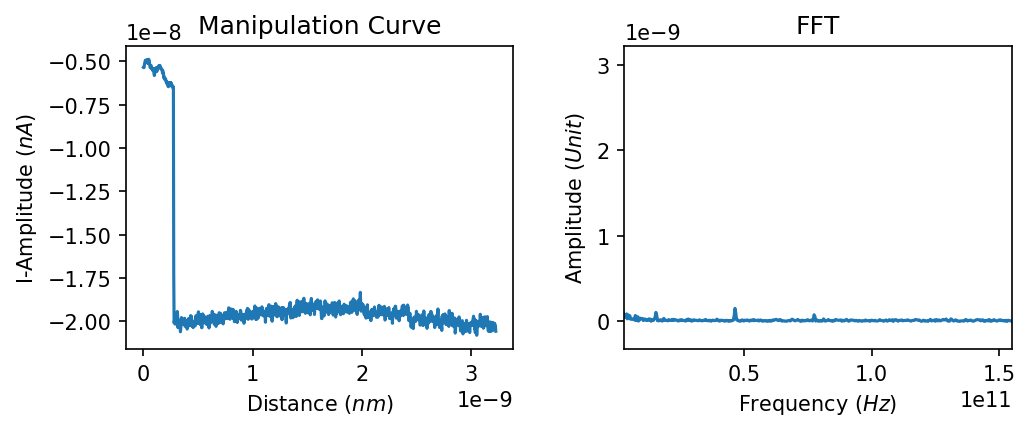 Manipulation Curve
1e−8
−0.50
−0.75
−1.00
−1.25
−1.50
−1.75
−2.00
I-Amplitude (nA)
0 1 2 3
1e−9
Distance (nm)
FFT
1e−9
3
2
1
0
Amplitude (Unit)
0.5 1.0 1.5
1e11
Frequency (Hz)